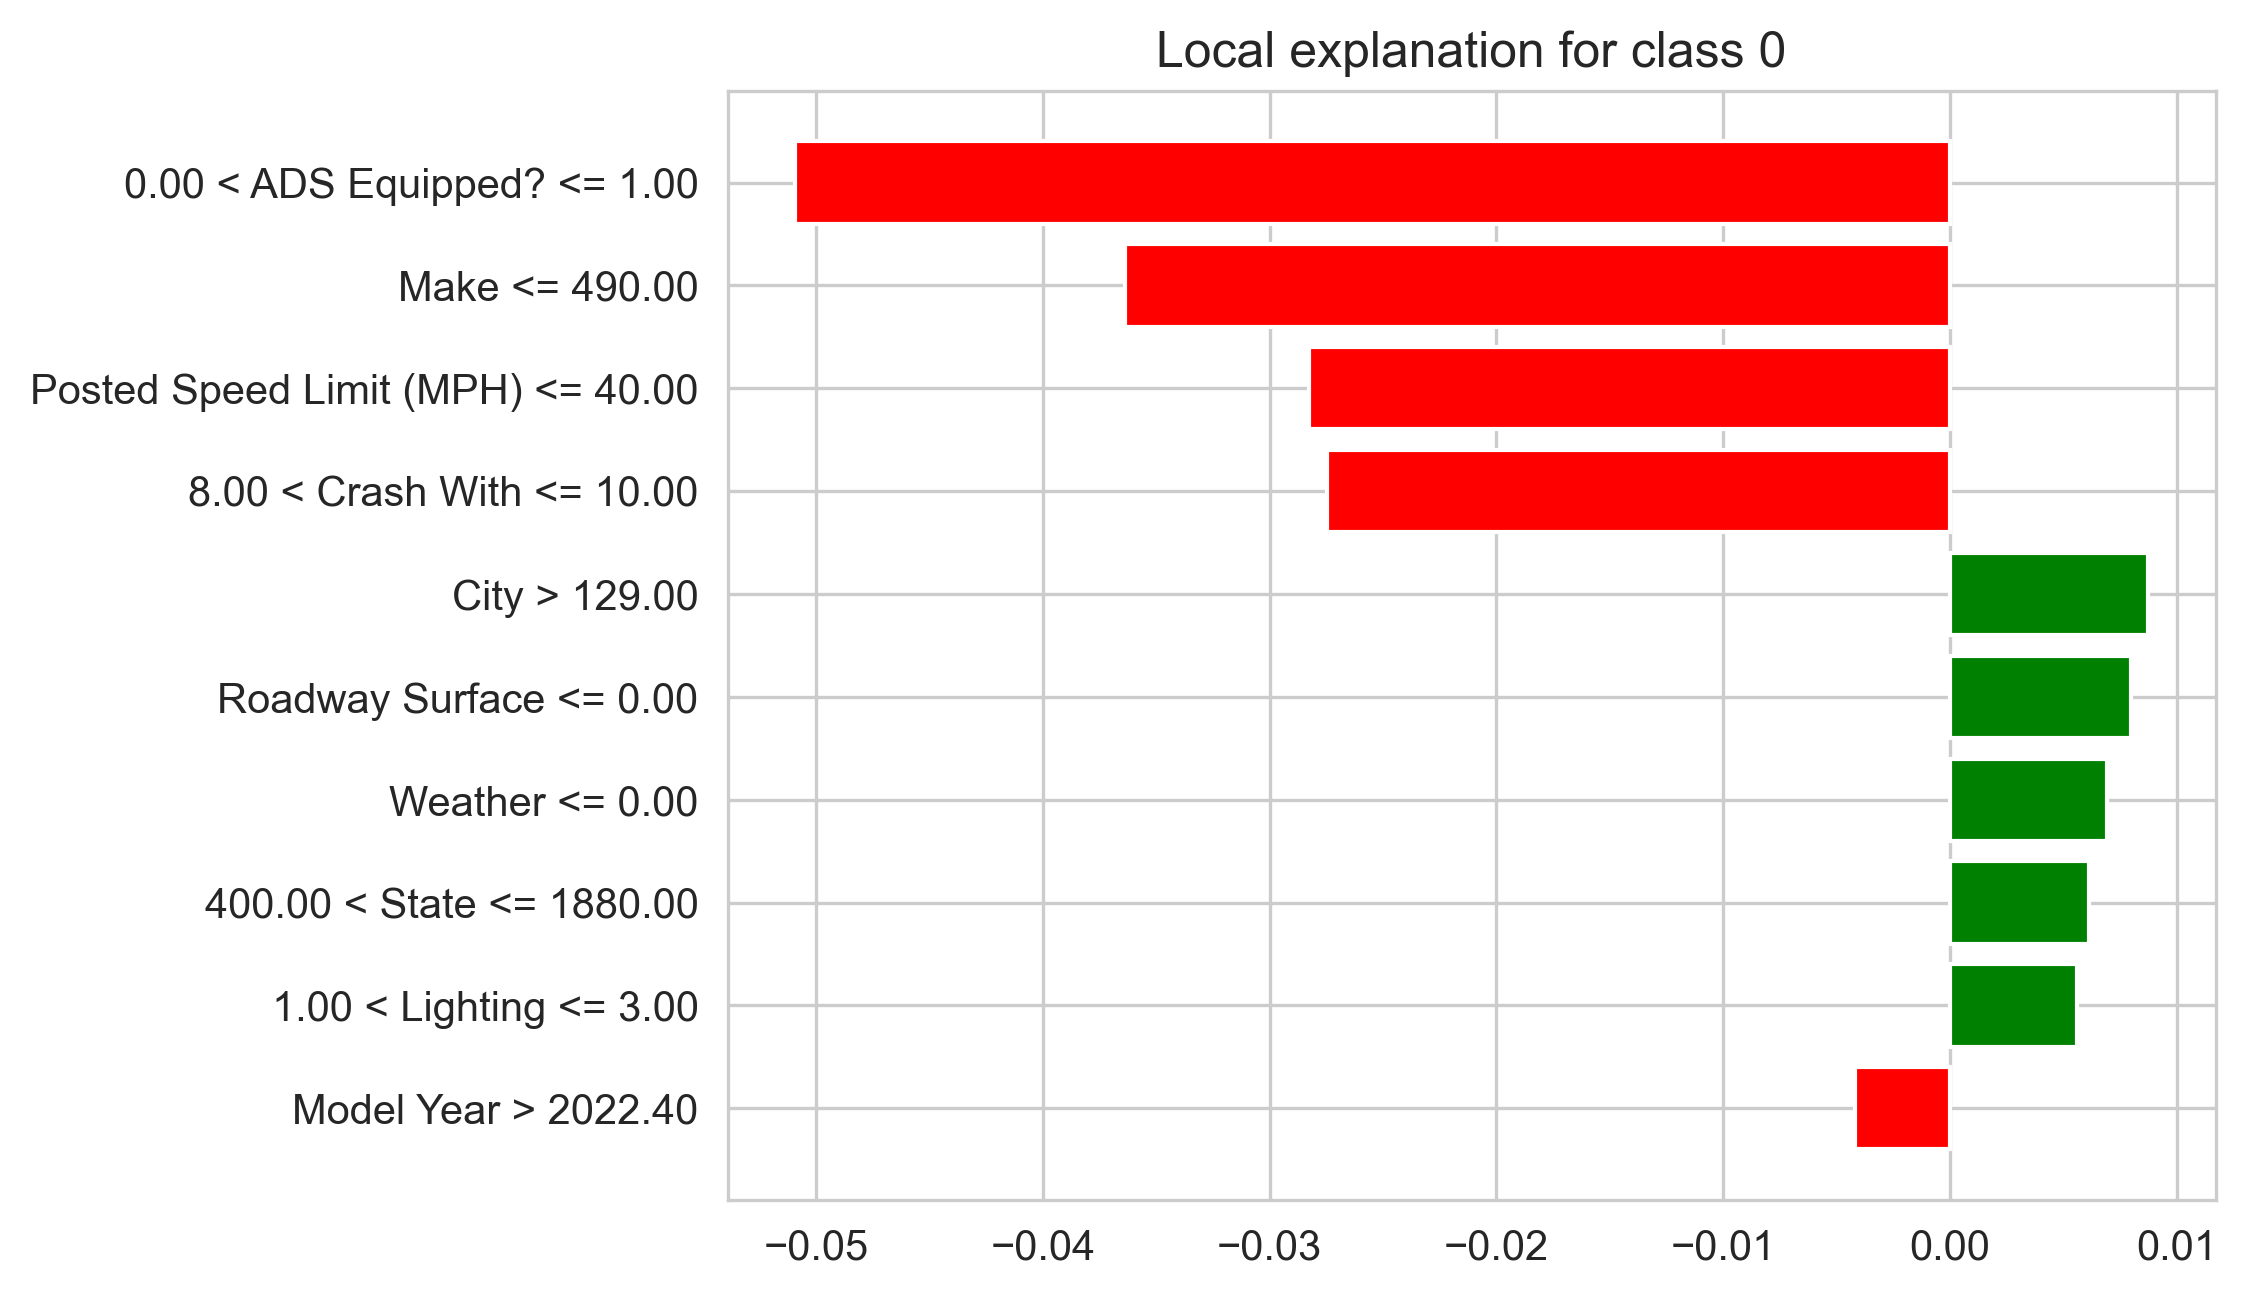 Local explanation for class 0
0.00 < ADS Equipped? <= 1.00
Make <= 490.00
Posted Speed Limit (MPH) <= 40.00
8.00 < Crash With <= 10.00
City > 129.00
Roadway Surface <= 0.00
Weather <= 0.00
400.00 < State <= 1880.00
1.00 < Lighting <= 3.00
Model Year > 2022.40
−0.05 −0.04 −0.03 −0.02 −0.01 0.00 0.01